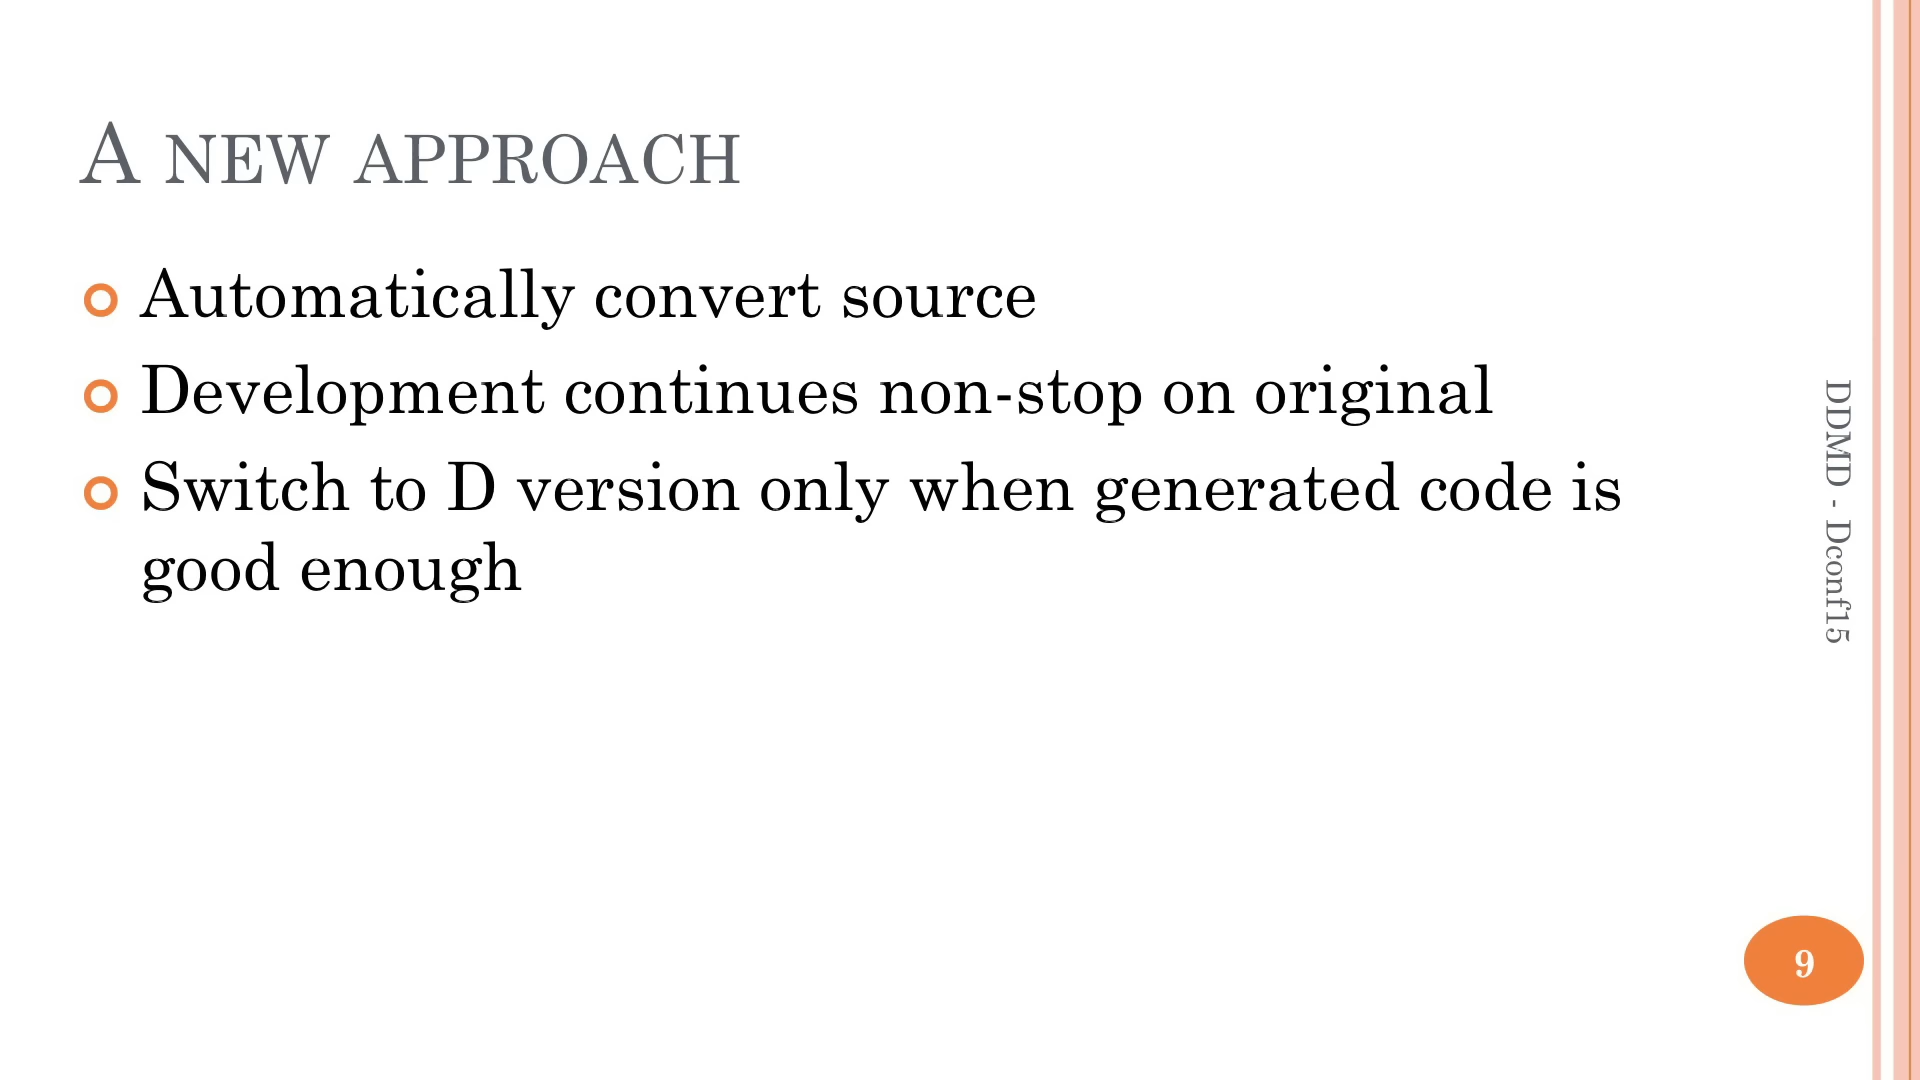 A NEW APPROACH
Automatically convert source
Development continues non-stop on original
Switch to D version only when generated code is
good enough
DDMD - Dconf15
9